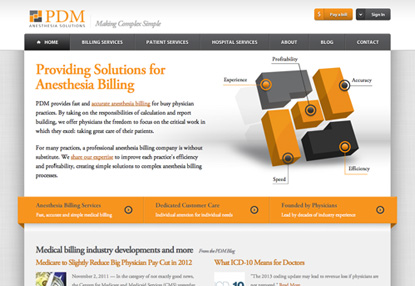 PDM
ANESTHESIA SOLUTIONS
Making Complex Simple
$ Pay a bill
Sign in
HOME BILLING SERVICES PATIENT SERVICES HOSPITAL SERVICES ABOUT BLOG CONTACT
Providing Solutions for
Anesthesia Billing
PDM provides fast and accurate anesthesia billing for busy physician
practices. By taking on the responsibilities of calculation and report
building, we offer physicians the freedom to focus on the critical work in
which they exell: taking great care of their patients.
For many practices, a professional anesthesia billing company is without
substitute. We share our expertise to improve each practice's efficiency
and profitability, creating simple solutions to complex anesthesia billing
processes.
Profitability
Experience
Accuracy
Efficiency
Speed
Anesthesia Billing Services
Fast, accurate and simple medical billing
Dedicated Customer Care
Individual attention for individual needs
Founded by Physicians
Lead by decades of industry experience
Medical billing industry developments and more From the PDM Blog
Medicare to Slightly Reduce Big Physician Pay Cut in 2012
November 2, 2011 — In the category of not exactly good news,
the Centers for Medicare and Medicaid Services (CMS) yesterday
What ICD-10 Means for Doctors
"The 2013 coding update may lead to revenue loss if physicians are
not prepared." Read More